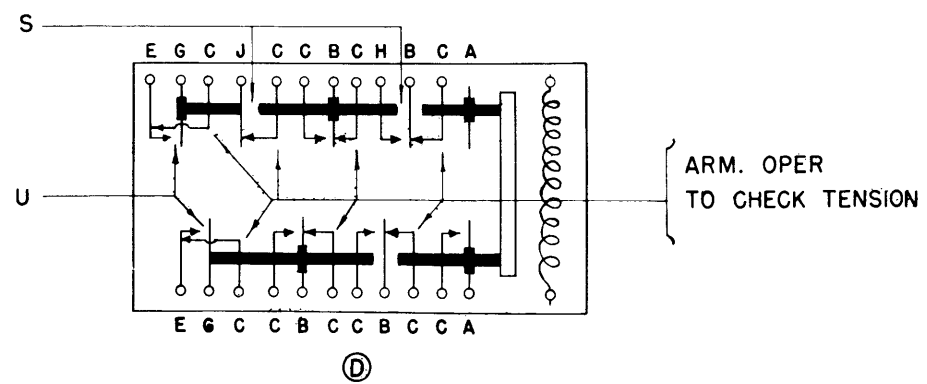 S
E G C J C C B C H B C A
U
ARM. OPER
TO CHECK TENSION
E G C C B C C B C C A
D